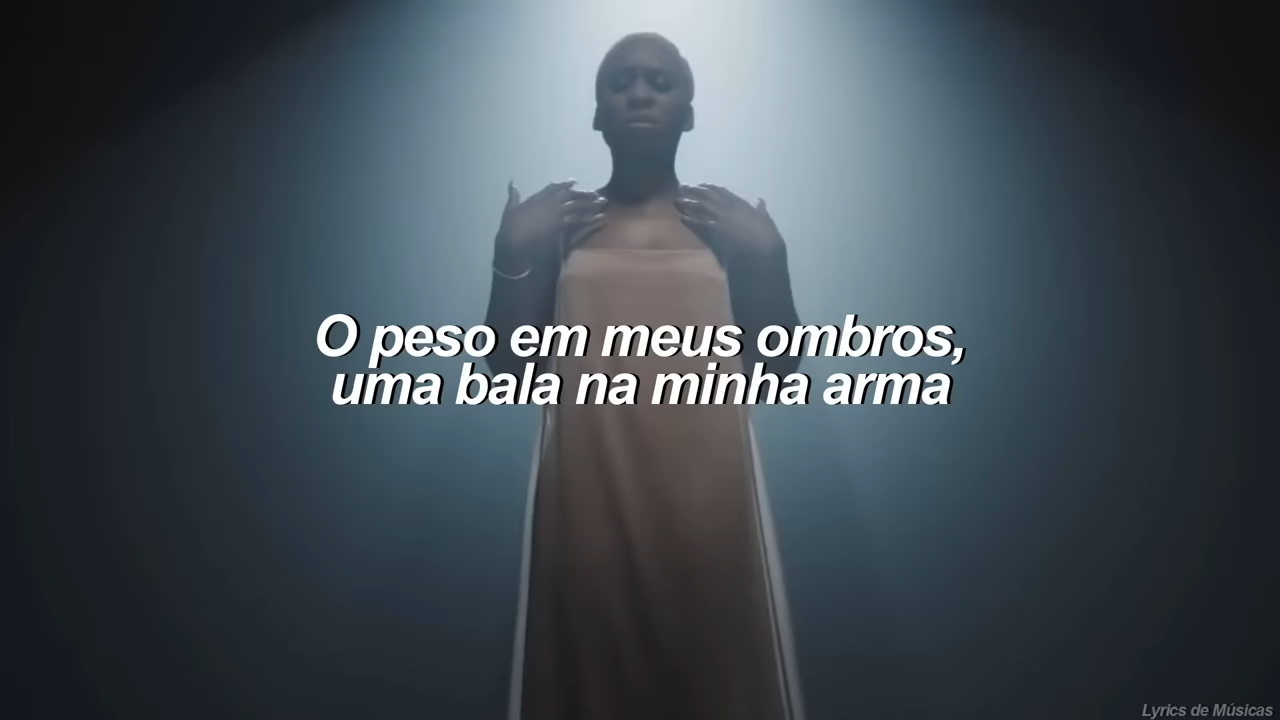 O peso em meus ombros,
uma bala na minha arma
Lyrics de Músicas